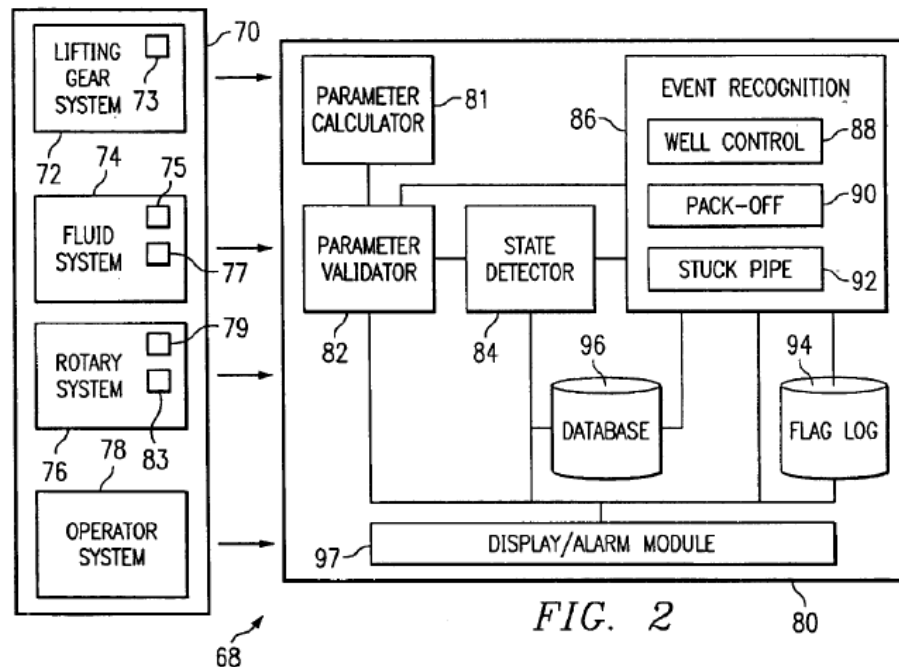 70
LIFTING
GEAR
SYSTEM
73
72
74
75
FLUID
SYSTEM
77
79
ROTARY
SYSTEM
76
78
83
OPERATOR
SYSTEM
68
PARAMETER
CALCULATOR
81
PARAMETER
VALIDATOR
82
STATE
DETECTOR
84
86
EVENT RECOGNITION
WELL CONTROL
88
PACK-OFF
90
STUCK PIPE
92
96
DATABASE
94
FLAG LOG
97
DISPLAY/ALARM MODULE
80
FIG. 2